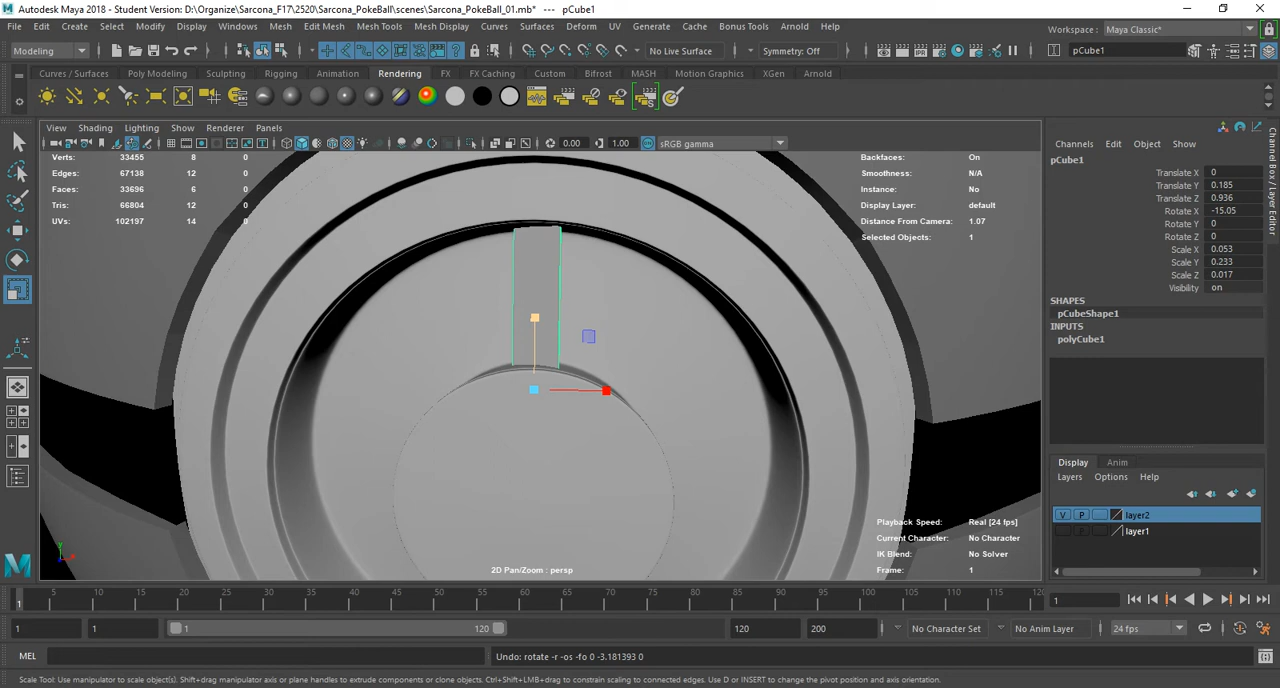 Autodesk Maya 2018 - Student Version: D:\Organize\Sarcona_F17\2520\Sarcona_PokeBall\scenes\Sarcona_PokeBall_01.mb* --- pCube1
File Edit Create Select Modify Display Windows Mesh Edit Mesh Mesh Tools Mesh Display Curves Surfaces Deform UV Generate Cache Bifrost MASH Arnold Help Workspace : Maya Classic*
Modeling No Live Surface Symmetry: Off pCube1
Curves / Surfaces Poly Modeling Sculpting Rigging Animation Rendering FX FX Caching Custom Bifrost MASH Motion Graphics XGen Arnold
View Shading Lighting Show Renderer Panels
0.00 1.00 sRGB gamma
Verts: 33455 8 0
Edges: 67138 12 0
Faces: 33696 6 0
Tris: 66804 12 0
UVs: 102197 14 0
Backfaces: On
Smoothness: N/A
Instance: No
Display Layer: default
Distance From Camera: 1.07
Selected Objects: 1
Channels Edit Object Show
pCube1
Translate X 0
Translate Y 0.185
Translate Z 0.936
Rotate X -15.05
Rotate Y 0
Rotate Z 0
Scale X 0.053
Scale Y 0.233
Scale Z 0.017
Visibility on
SHAPES
pCubeShape1
INPUTS
polyCube1
Channel Box / Layer Editor
Display Anim
Layers Options Help
V P layer2
layer1
Playback Speed: Real [24 fps]
Current Character: No Character
IK Blend: No Solver
Frame: 1
2D Pan/Zoom : persp
1 5 10 15 20 25 30 35 40 45 50 55 60 65 70 75 80 85 90 95 100 105 110 115 120 1
1 1 1 120 120 200 No Character Set No Anim Layer 24 fps
MEL Undo: rotate -r -os -fo 0 -3.181393 0
Scale Tool: Use manipulator to scale object(s). Shift+drag manipulator axis or plane handles to extrude components or clone objects. Ctrl+Shift+LMB+drag to constrain scaling to connected edges. Use D or INSERT to change the pivot position and axis orientation.